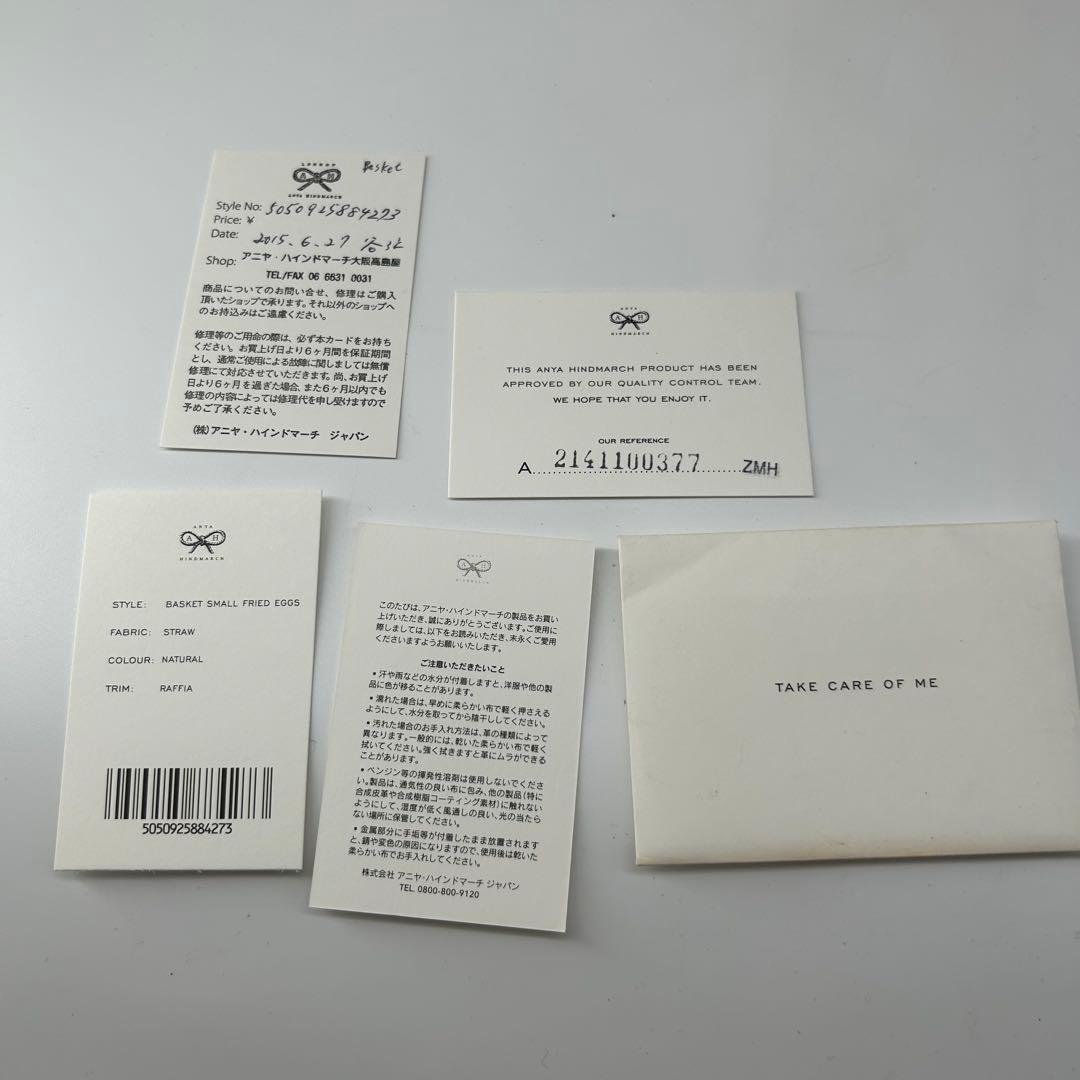 LONDON
A H
ANYA HINDMARCH
Basket
Style No: 5050925884273
Price: ¥
Date: 2015.6.27
Shop: アニヤ・ハインドマーチ大阪高島屋
TEL/FAX 06 6631 0031
商品についてのお問い合せ、修理はご購入
頂いたショップで承ります。それ以外のショップへ
のお持込みはご遠慮ください。
修理等のご用命の際は、必ず本カードをお持ち
ください。お買上げ日より6ヶ月間を保証期間
とし、通常ご使用による故障に関しましては無償
修理にて対応させていただきます。尚、お買上げ
日より6ヶ月を過ぎた場合、また6ヶ月以内でも
修理の内容によっては修理代を申し受けますので
予めご了承ください。
(株)アニヤ・ハインドマーチ ジャパン
ANYA
A H
HINDMARCH
THIS ANYA HINDMARCH PRODUCT HAS BEEN
APPROVED BY OUR QUALITY CONTROL TEAM.
WE HOPE THAT YOU ENJOY IT.
OUR REFERENCE
A 2141100377 ZMH
ANYA
A H
HINDMARCH
STYLE: BASKET SMALL FRIED EGGS
FABRIC: STRAW
COLOUR: NATURAL
TRIM: RAFFIA
5050925884273
ANYA
A H
HINDMARCH
このたびは、アニヤ・ハインドマーチの製品をお買い
上げいただき、誠にありがとうございます。ご使用に
際しましては、以下をお読みいただき、末永くご愛用
くださいますようお願いいたします。
ご注意いただきたいこと
• 汗や雨などの水分が付着しますと、洋服や他の製
品に色が移ることがあります。
• 濡れた場合は、早めに柔らかい布で軽く押さえる
ようにして、水分を取ってから陰干ししてください。
• 汚れた場合のお手入れ方法は、革の種類によって
異なります。一般的には、乾いた柔らかい布で軽く
拭いてください。強く拭きますと革にムラができる
ことがあります。
• ベンジン等の揮発性溶剤は使用しないでくださ
い。製品は、通気性の良い布に包み、他の製品(特に
合成皮革や合成樹脂コーティング素材)に触れない
ようにして、湿度が低く風通しの良い、光の当たら
ない場所に保管してください。
• 金属部分に手垢等が付着したまま放置されます
と、錆や変色の原因になりますので、使用後は乾いた
柔らかい布でお手入れしてください。
株式会社 アニヤ・ハインドマーチ ジャパン
TEL. 0800-800-9120
TAKE CARE OF ME